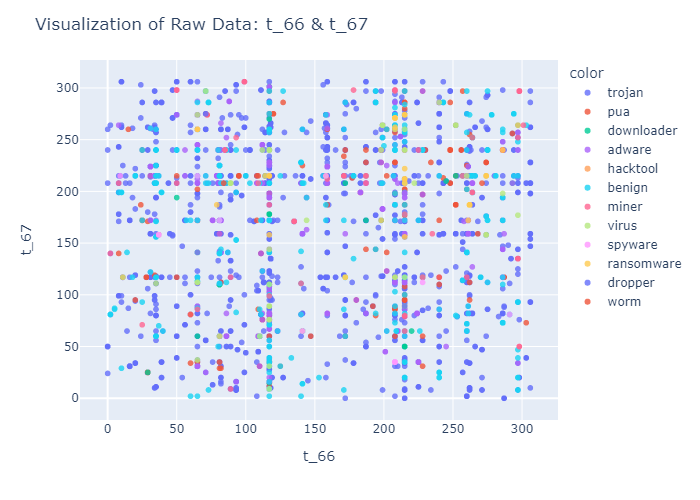 Visualization of Raw Data: t_66 & t_67
color
trojan
pua
downloader
adware
hacktool
benign
miner
virus
spyware
ransomware
dropper
worm
t_67
300
250
200
150
100
50
0
0 50 100 150 200 250 300
t_66